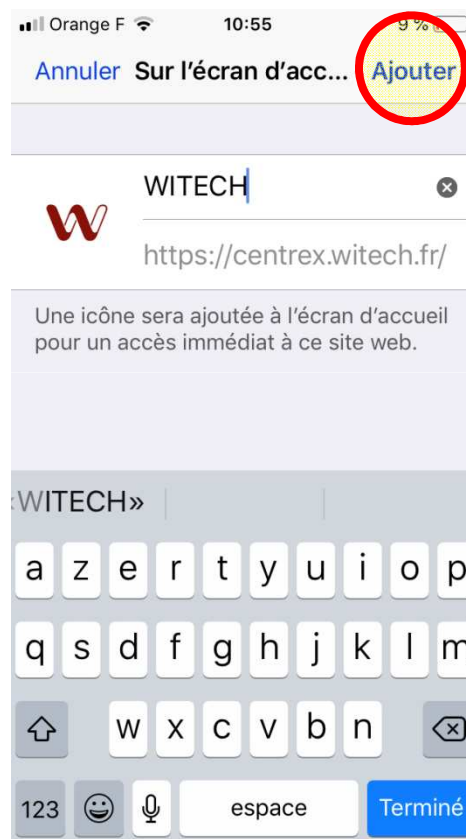 Orange F 10:55 9 %
Annuler Sur l'écran d'acc... Ajouter
WITECH
https://centrex.witech.fr/
Une icône sera ajoutée à l'écran d'accueil
pour un accès immédiat à ce site web.
«WITECH»
a z e r t y u i o p
q s d f g h j k l m
w x c v b n
123 espace Terminé